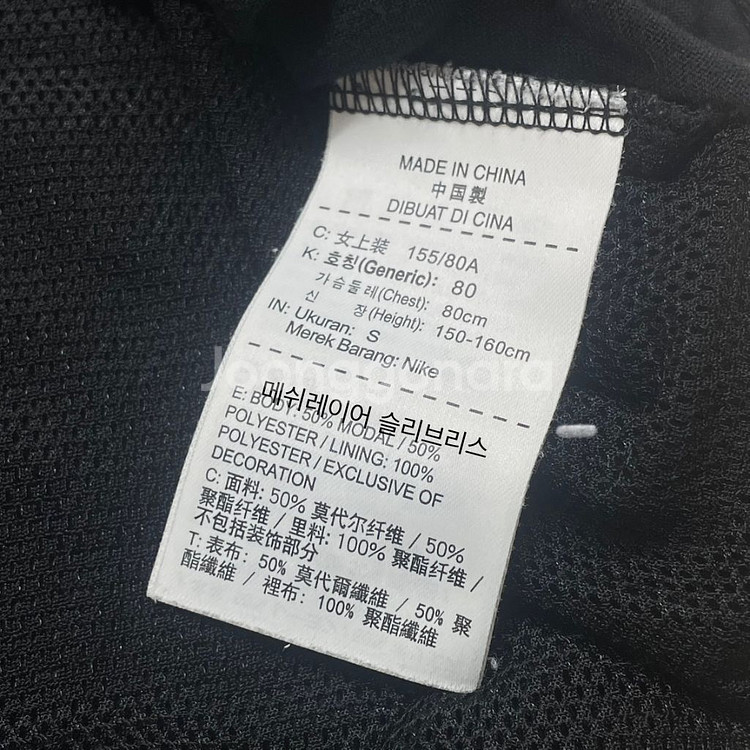 MADE IN CHINA
中国製
DIBUAT DI CINA
C: 女上装 155/80A
K: 호칭(Generic): 80
가슴둘레(Chest): 80cm
신 장(Height): 150-160cm
IN: Ukuran: S
Merek Barang: Nike
Joonggonara
메쉬레이어 슬리브리스
E: BODY: 50% MODAL / 50%
POLYESTER / LINING: 100%
POLYESTER / EXCLUSIVE OF
DECORATION
C: 面料: 50% 莫代尔纤维 / 50%
聚酯纤维 / 里料: 100% 聚酯纤维 /
不包括装饰部分
T: 表布: 50% 莫代爾纖維 / 50% 聚
酯纖維 / 裡布: 100% 聚酯纖維